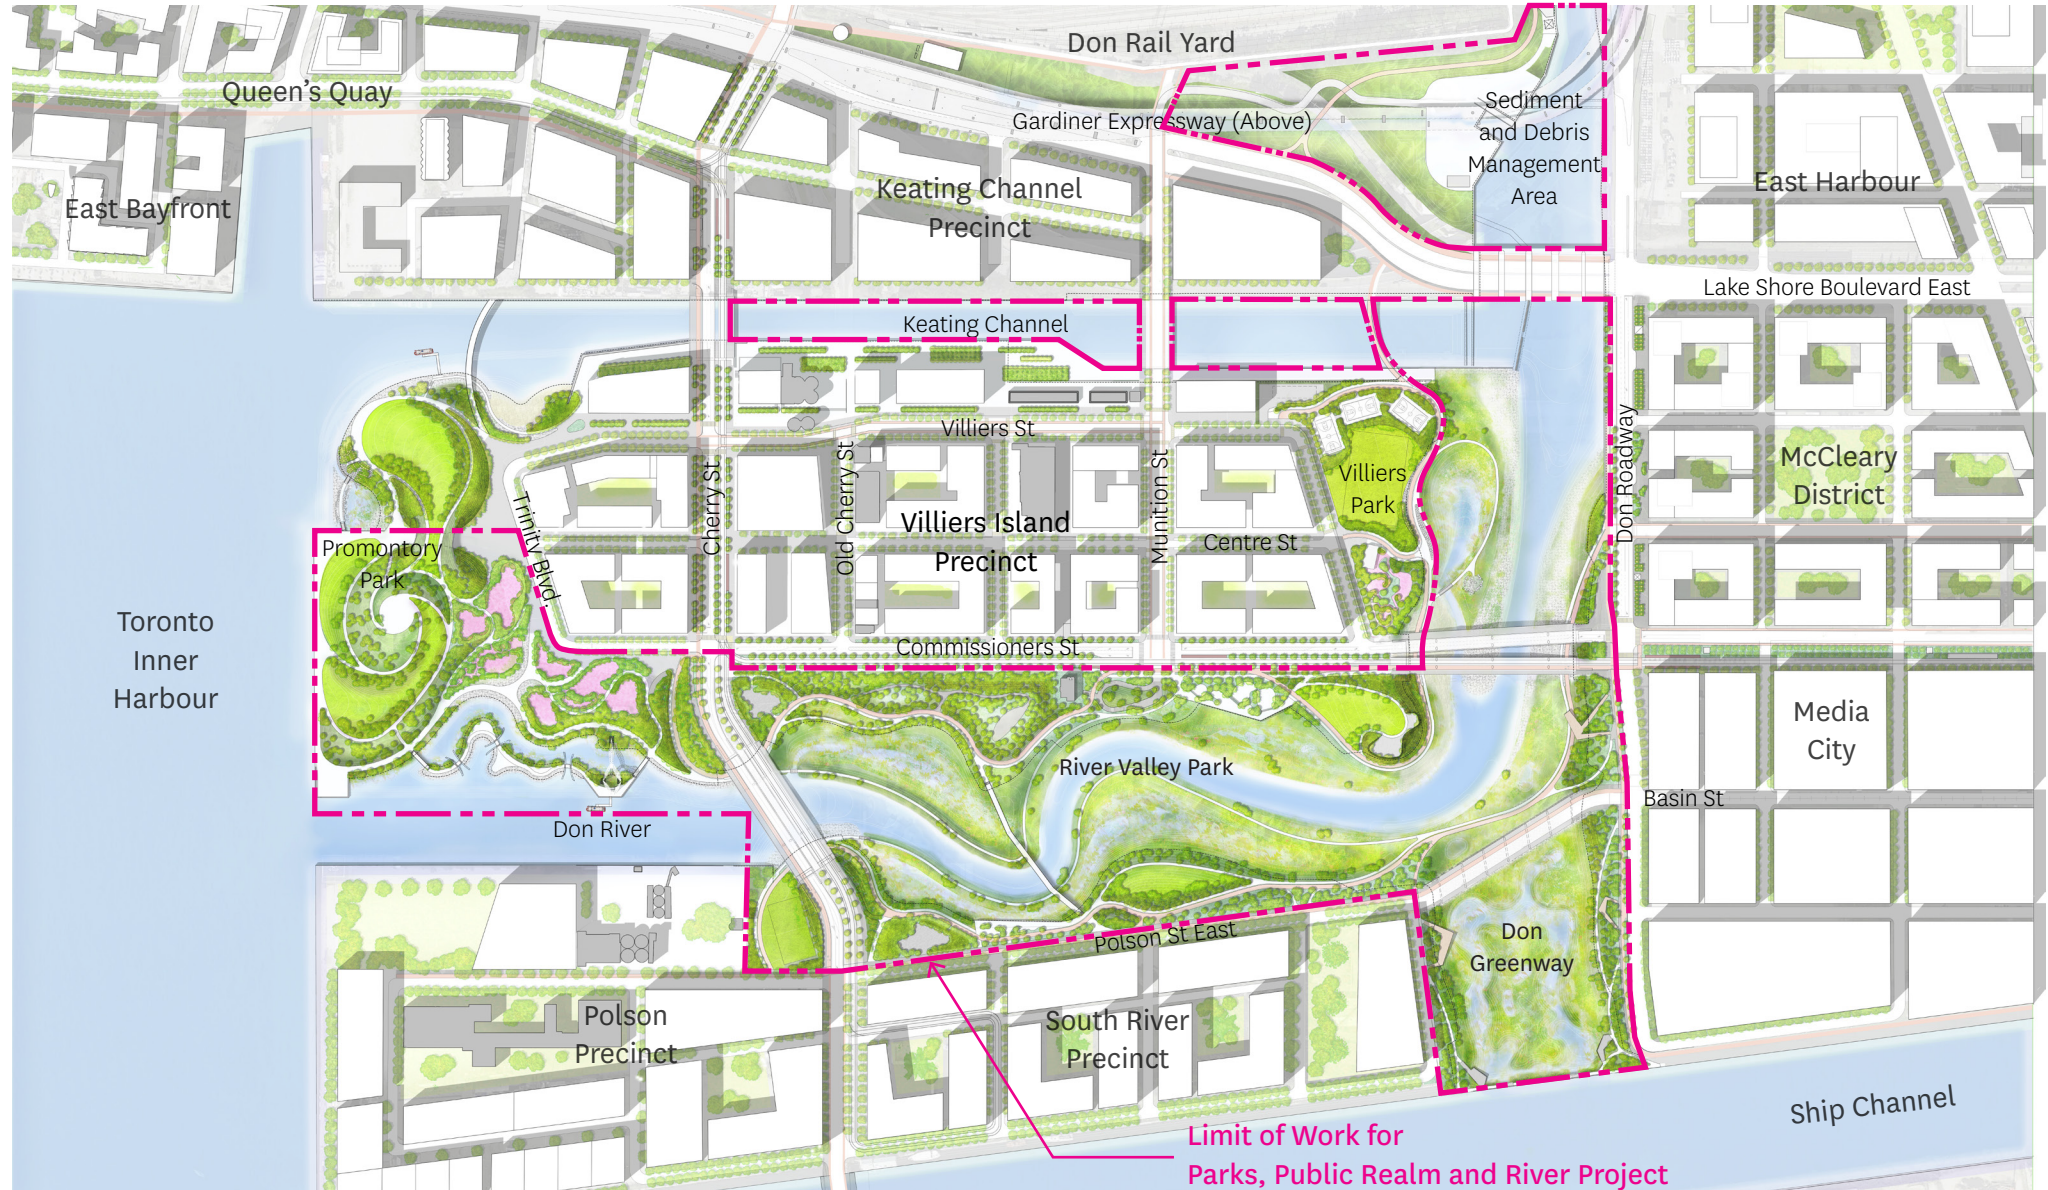 Don Rail Yard
Queen's Quay
Gardiner Expressway (Above)
Sediment
and Debris
Management
Area
East Bayfront
Keating Channel
Precinct
East Harbour
Lake Shore Boulevard East
Keating Channel
Villiers St
Cherry St
Old Cherry St
Munition St
Villiers
Park
Don Roadway
McCleary
District
Trinity Blvd.
Villiers Island
Precinct
Centre St
Promontory
Park
Commissioners St
Toronto
Inner
Harbour
Media
City
River Valley Park
Basin St
Don River
Polson St East
Don
Greenway
Polson
Precinct
South River
Precinct
Ship Channel
Limit of Work for
Parks, Public Realm and River Project